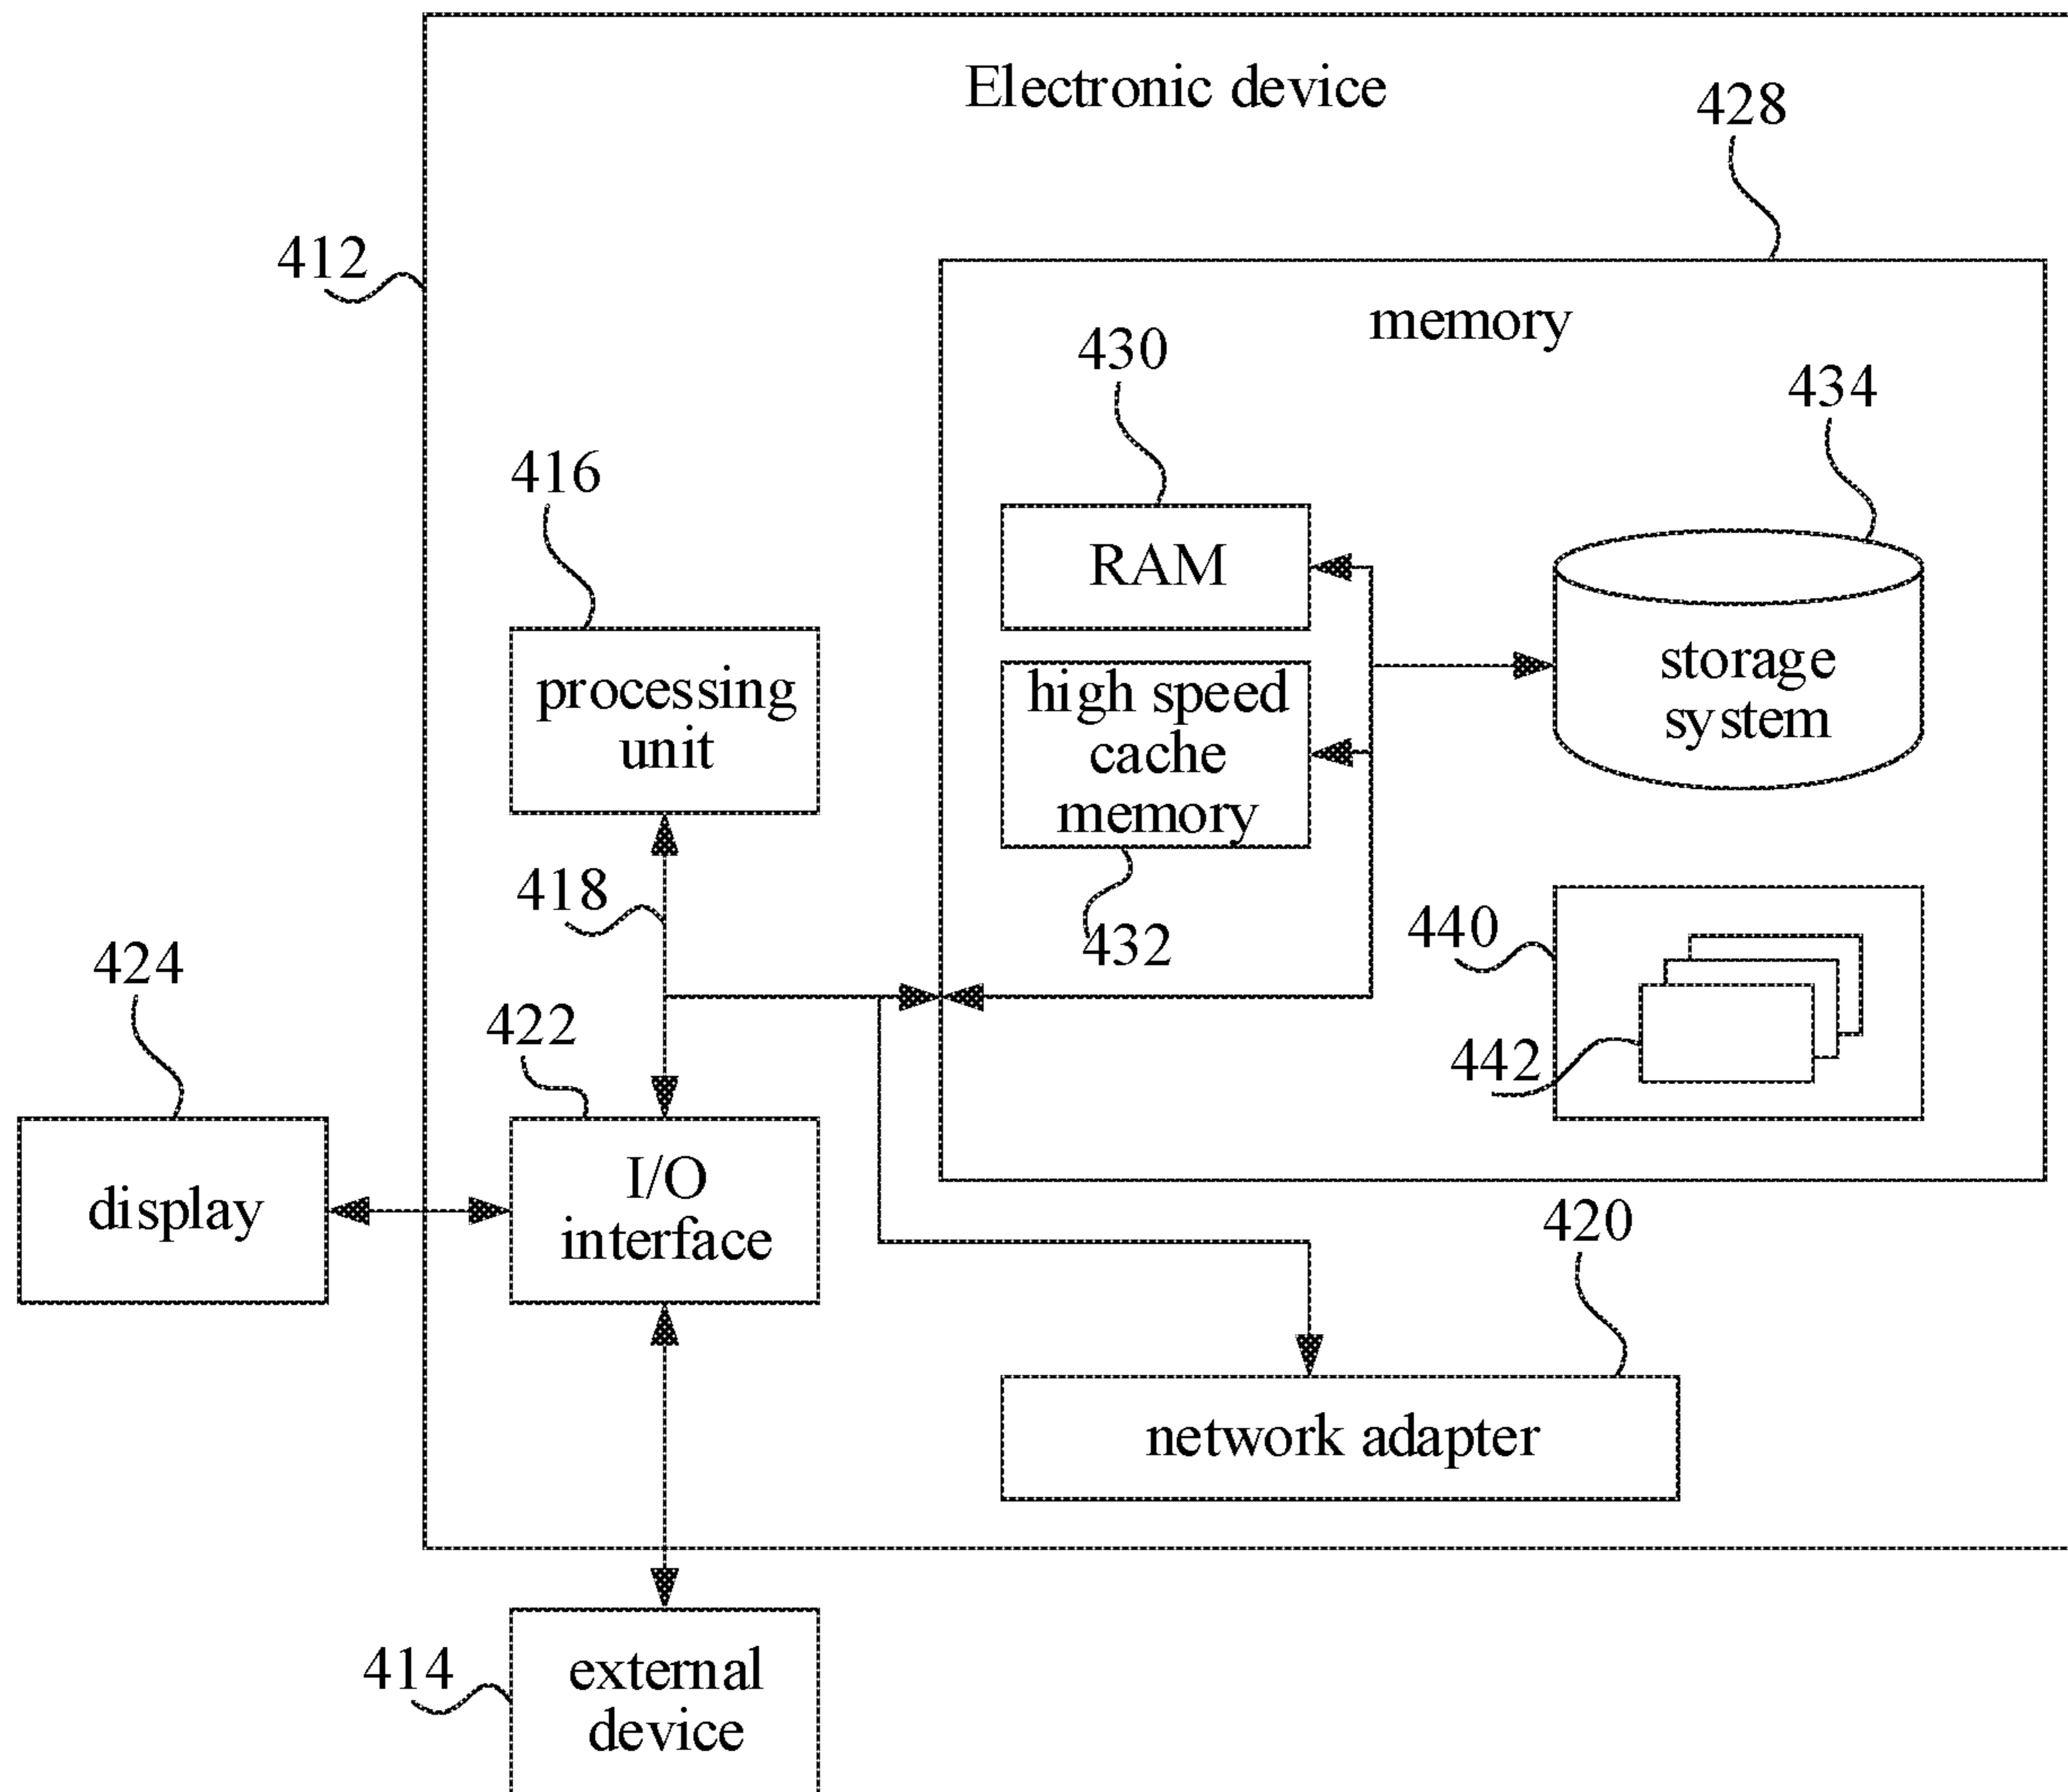 Electronic device
428
412
memory
430
434
416
RAM
processing
unit
high speed
cache
memory
storage
system
418
432
440
424
422
442
display
I/O
interface
420
network adapter
414
external
device